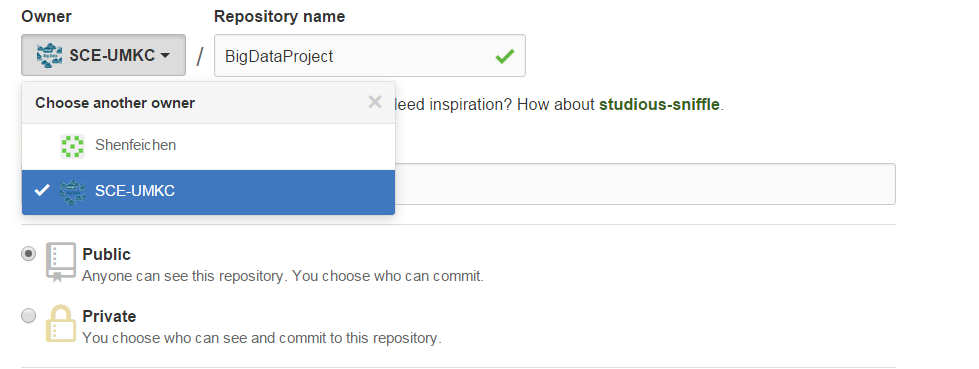 Owner
Repository name
SCE-UMKC
/
BigDataProject
Choose another owner
eed inspiration? How about studious-sniffle.
Shenfeichen
SCE-UMKC
Public
Anyone can see this repository. You choose who can commit.
Private
You choose who can see and commit to this repository.